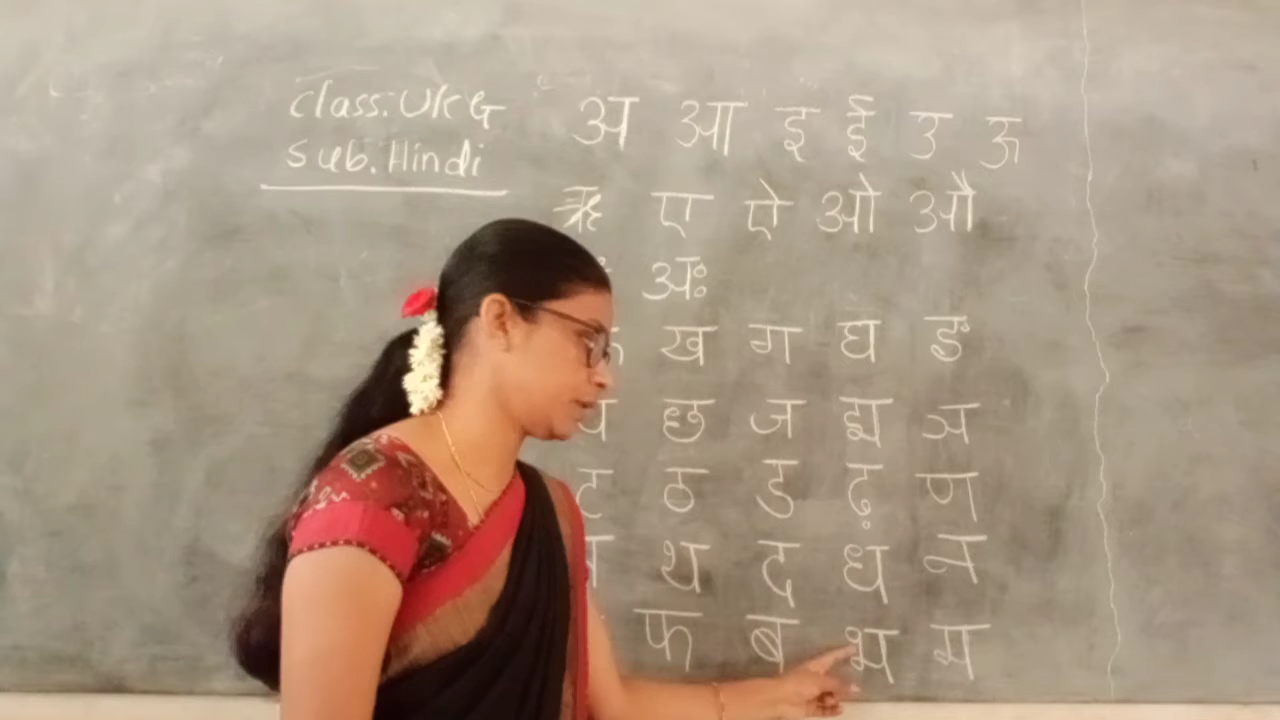 Class: UKG
Sub. Hindi
अ आ इ ई उ ऊ
ऋ ए ऐ ओ औ
अः
ख ग घ ङ
छ ज झ ञ
ट ठ ड ढ़ ण
थ द ध न
फ ब भ म